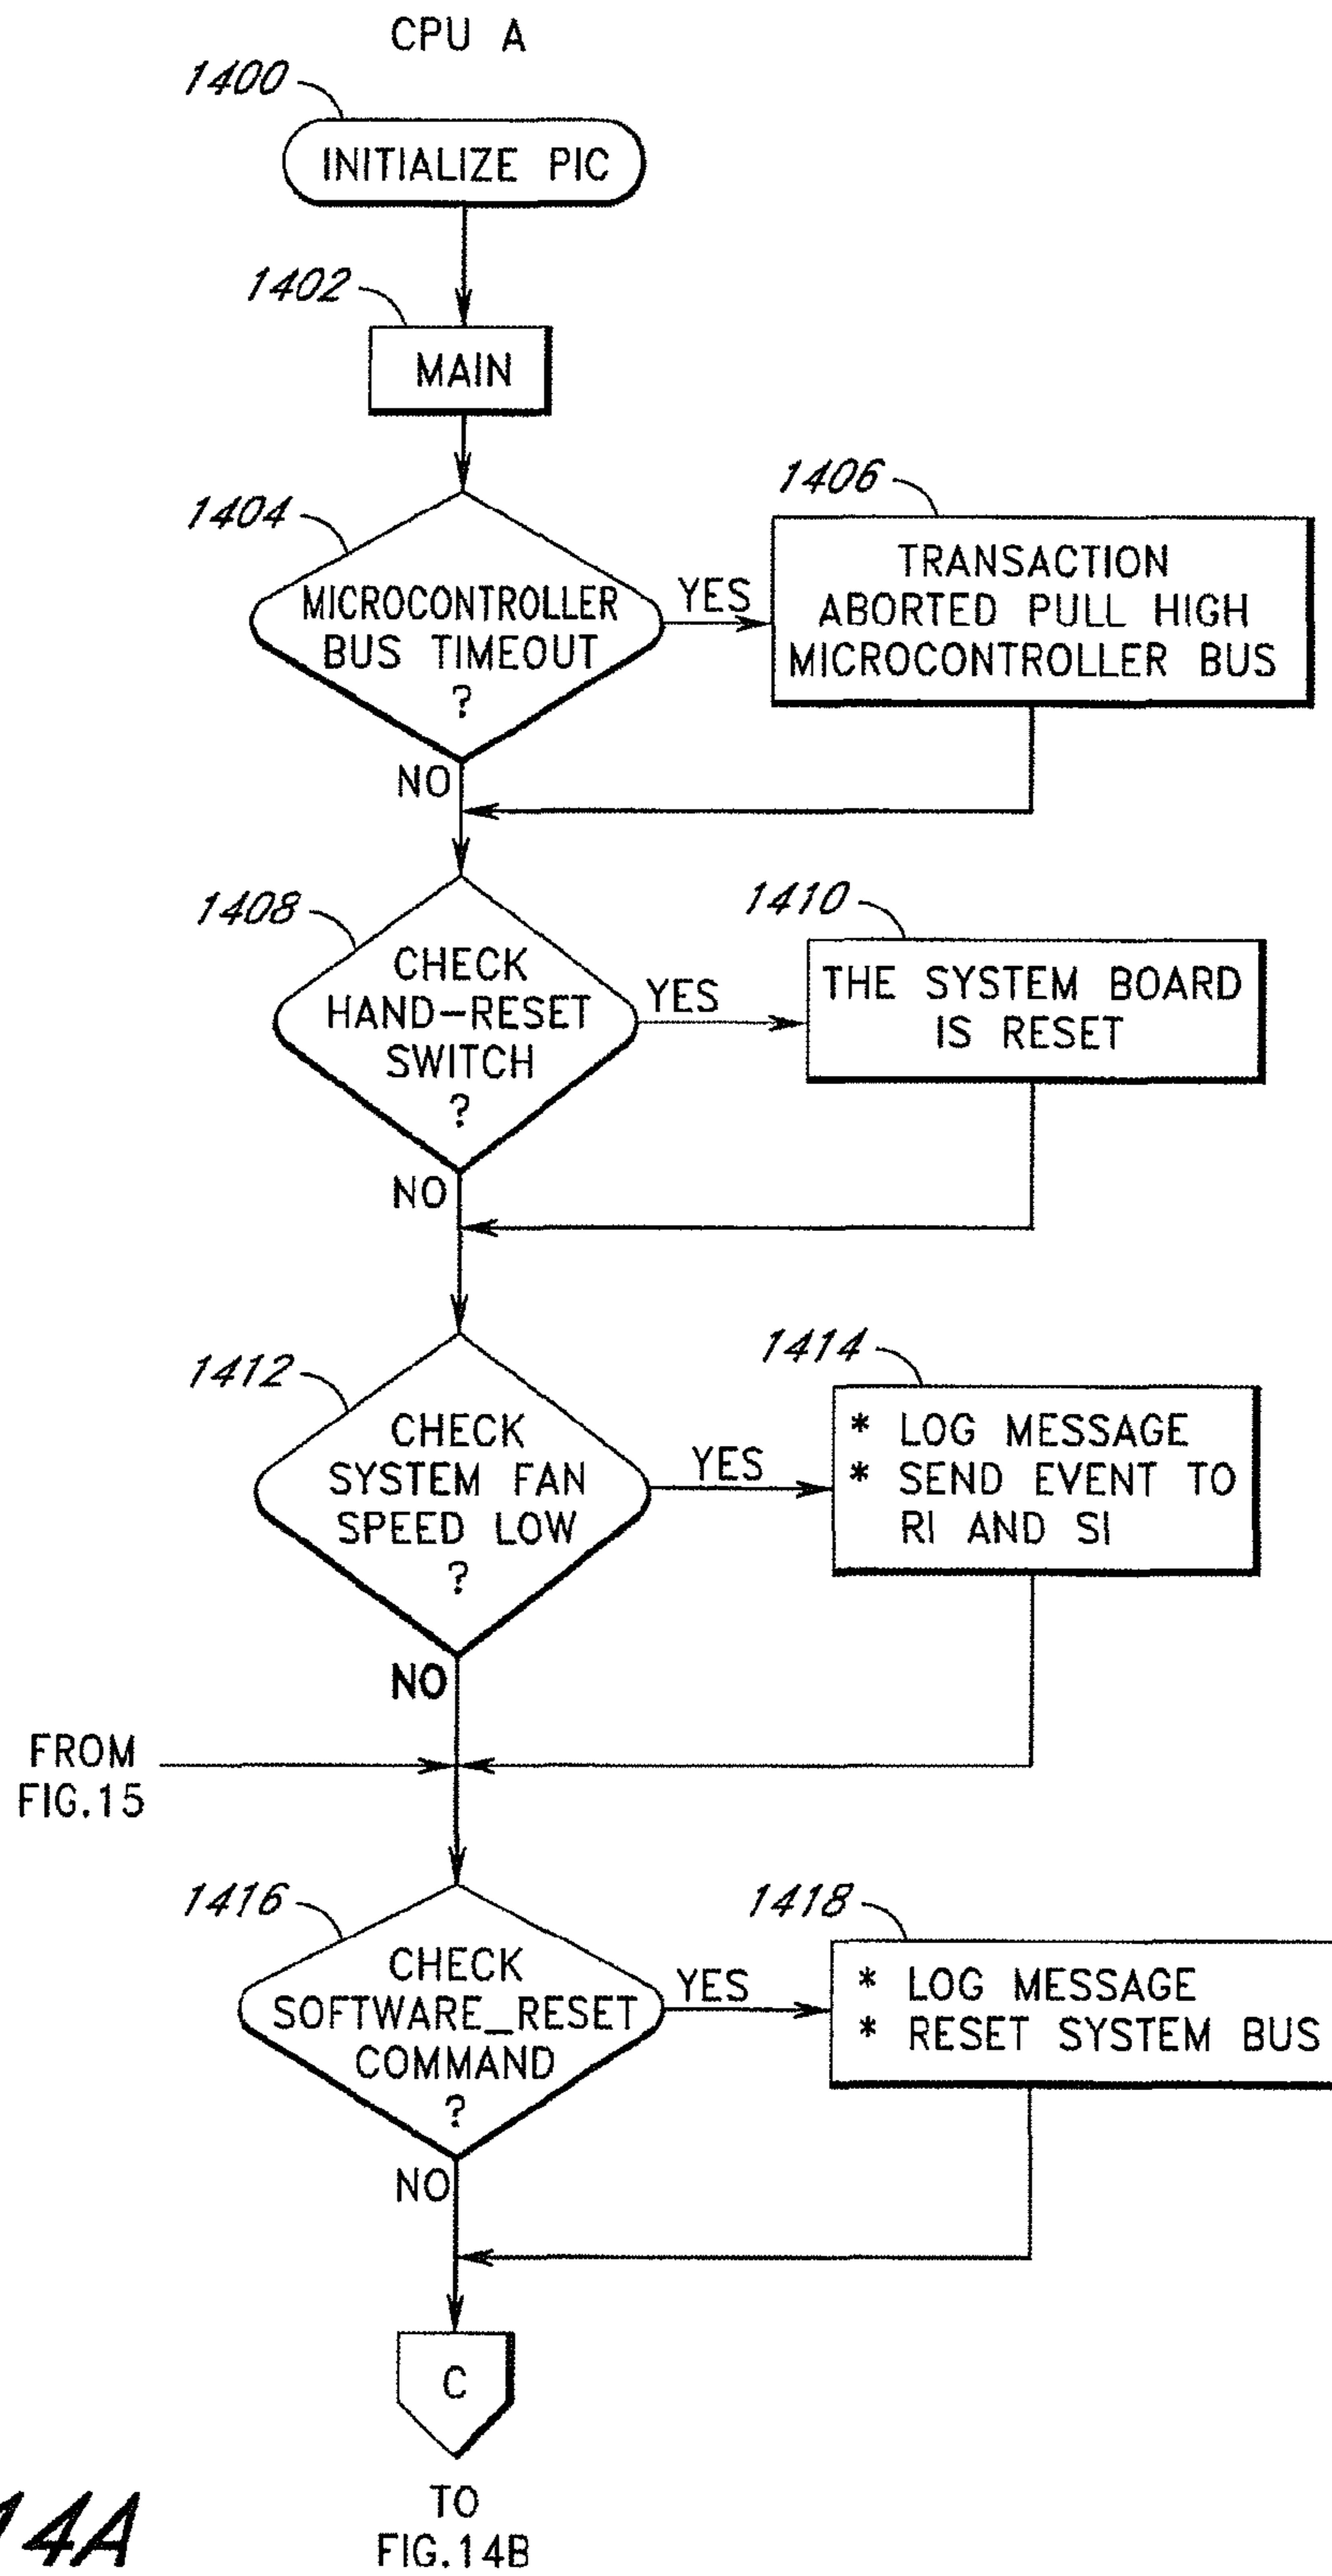 CPU A
1400
INITIALIZE PIC
1402
MAIN
1404
MICROCONTROLLER
BUS TIMEOUT
?
YES
NO
1406
TRANSACTION
ABORTED PULL HIGH
MICROCONTROLLER BUS
1408
CHECK
HAND-RESET
SWITCH
?
YES
NO
1410
THE SYSTEM BOARD
IS RESET
1412
CHECK
SYSTEM FAN
SPEED LOW
?
YES
NO
1414
* LOG MESSAGE
* SEND EVENT TO
RI AND SI
FROM
FIG.15
1416
CHECK
SOFTWARE_RESET
COMMAND
?
YES
NO
1418
* LOG MESSAGE
* RESET SYSTEM BUS
C
TO
FIG.14B
14A